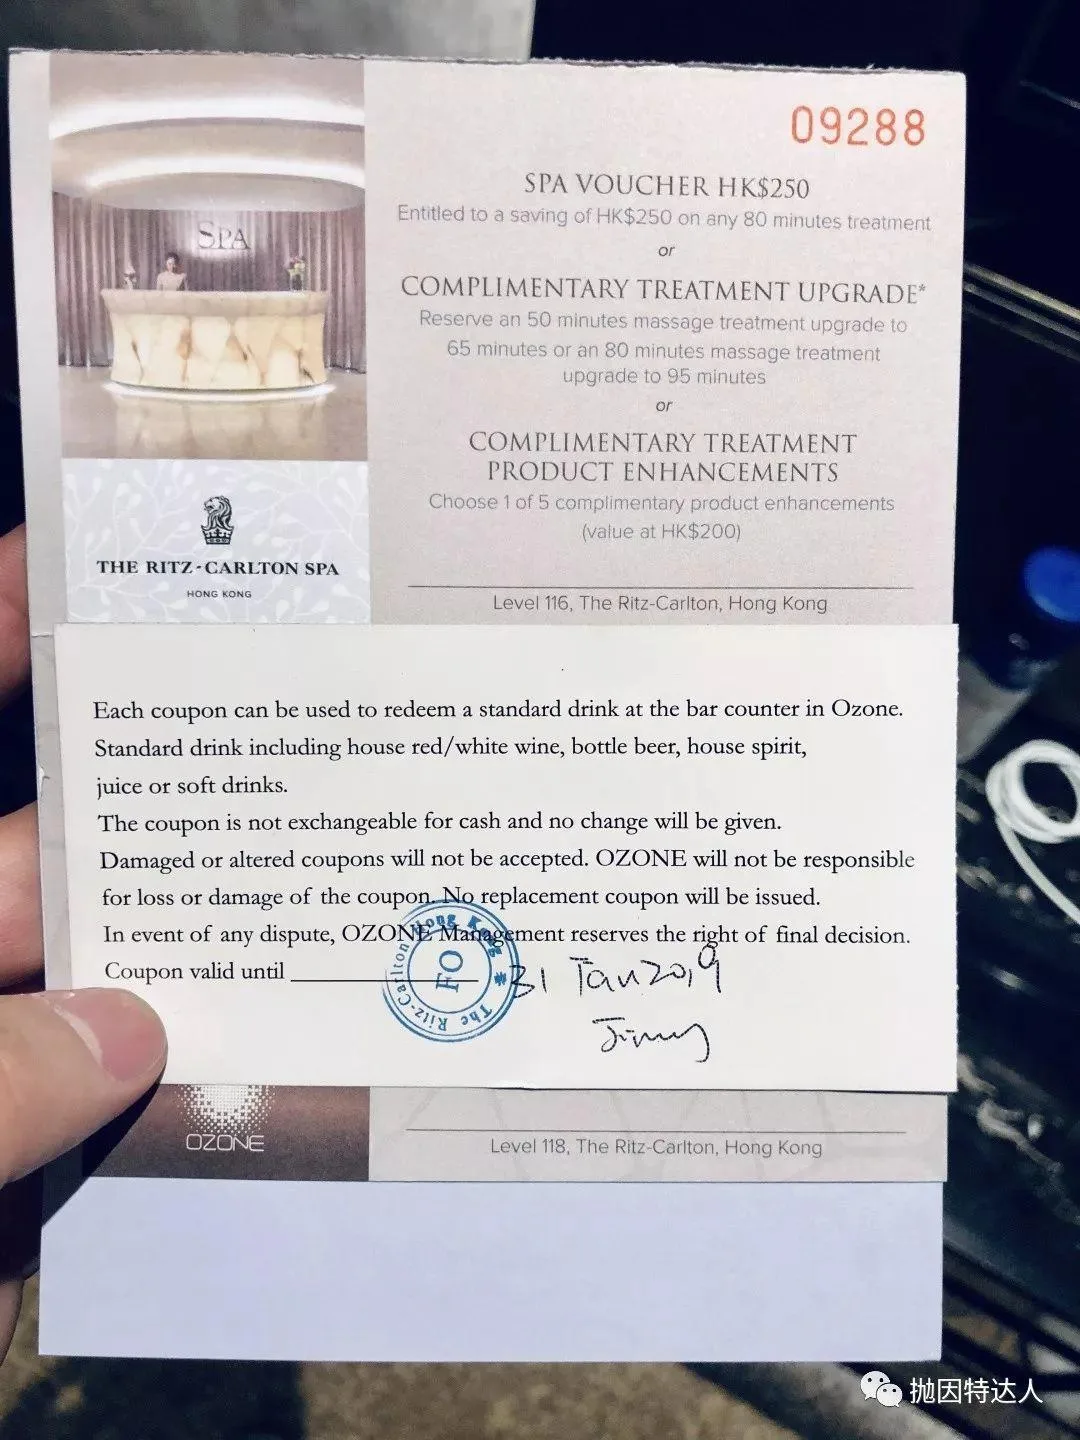 09288
SPA VOUCHER HK$250
Entitled to a saving of HK$250 on any 80 minutes treatment
or
COMPLIMENTARY TREATMENT UPGRADE*
Reserve an 50 minutes massage treatment upgrade to
65 minutes or an 80 minutes massage treatment
upgrade to 95 minutes
or
COMPLIMENTARY TREATMENT
PRODUCT ENHANCEMENTS
Choose 1 of 5 complimentary product enhancements
(value at HK$200)
Level 116, The Ritz-Carlton, Hong Kong
SPA
THE RITZ-CARLTON SPA
HONG KONG
Each coupon can be used to redeem a standard drink at the bar counter in Ozone.
Standard drink including house red/white wine, bottle beer, house spirit,
juice or soft drinks.
The coupon is not exchangeable for cash and no change will be given.
Damaged or altered coupons will not be accepted. OZONE will not be responsible
for loss or damage of the coupon. No replacement coupon will be issued.
In event of any dispute, OZONE Management reserves the right of final decision.
Coupon valid until 31 Jan 2019
Jimmy
The Ritz-Carlton Hong Kong
FO
OZONE
Level 118, The Ritz-Carlton, Hong Kong
抛因特达人